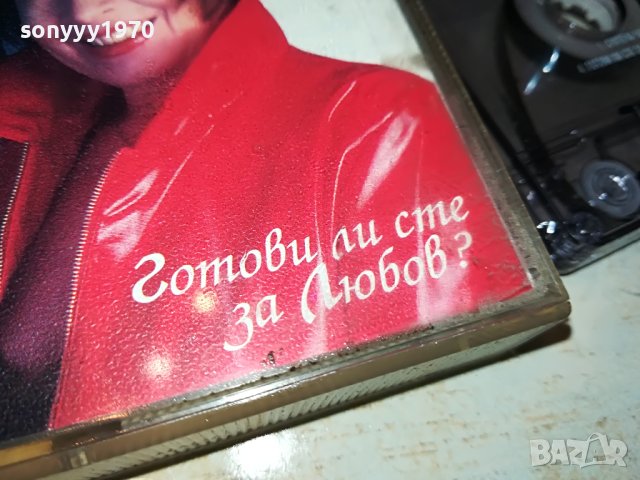 sonyyy1970
Готови ли сте
за Любов?
BAZAR